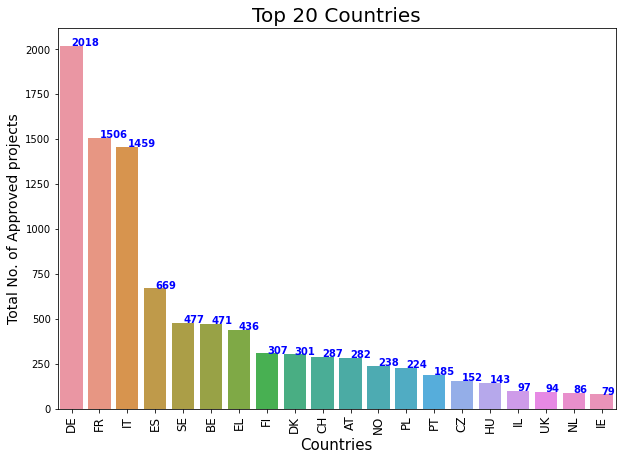 Top 20 Countries
Total No. of Approved projects
2000
1750
1500
1250
1000
750
500
250
0
2018
1506
1459
669
477
471
436
307
301
287
282
238
224
185
152
143
97
94
86
79
DE
FR
IT
ES
SE
BE
EL
FI
DK
CH
AT
NO
PL
PT
CZ
HU
IL
UK
NL
IE
Countries